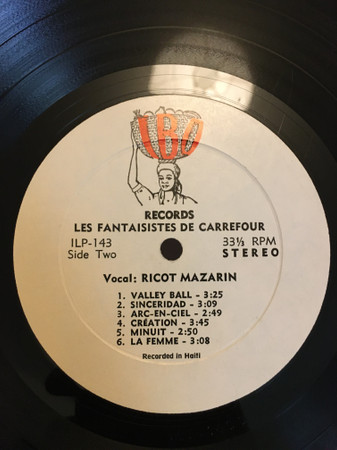 IBO
RECORDS
LES FANTAISISTES DE CARREFOUR
ILP-143 33⅓ RPM
Side Two STEREO
Vocal: RICOT MAZARIN
1. VALLEY BALL - 3:25
2. SINCERIDAD - 3:09
3. ARC-EN-CIEL - 2:49
4. CRÉATION - 3:45
5. MINUIT - 2:50
6. LA FEMME - 3:08
Recorded in Haiti